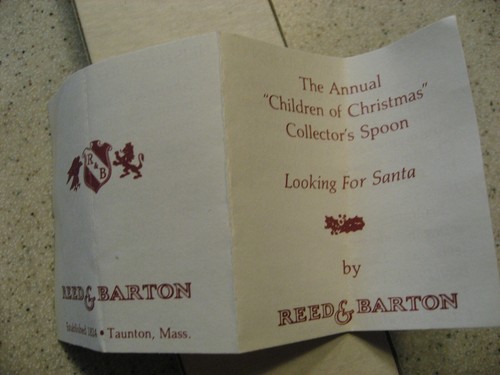 R & B
REED & BARTON
Established 1824 • Taunton, Mass.
The Annual
"Children of Christmas"
Collector's Spoon
Looking For Santa
by
REED & BARTON